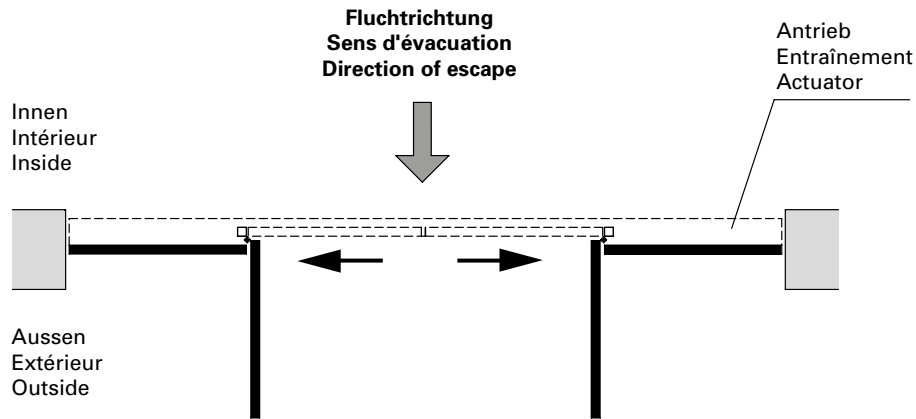 Fluchtrichtung
Sens d'évacuation
Direction of escape
Antrieb
Entraînement
Actuator
Innen
Intérieur
Inside
Aussen
Extérieur
Outside